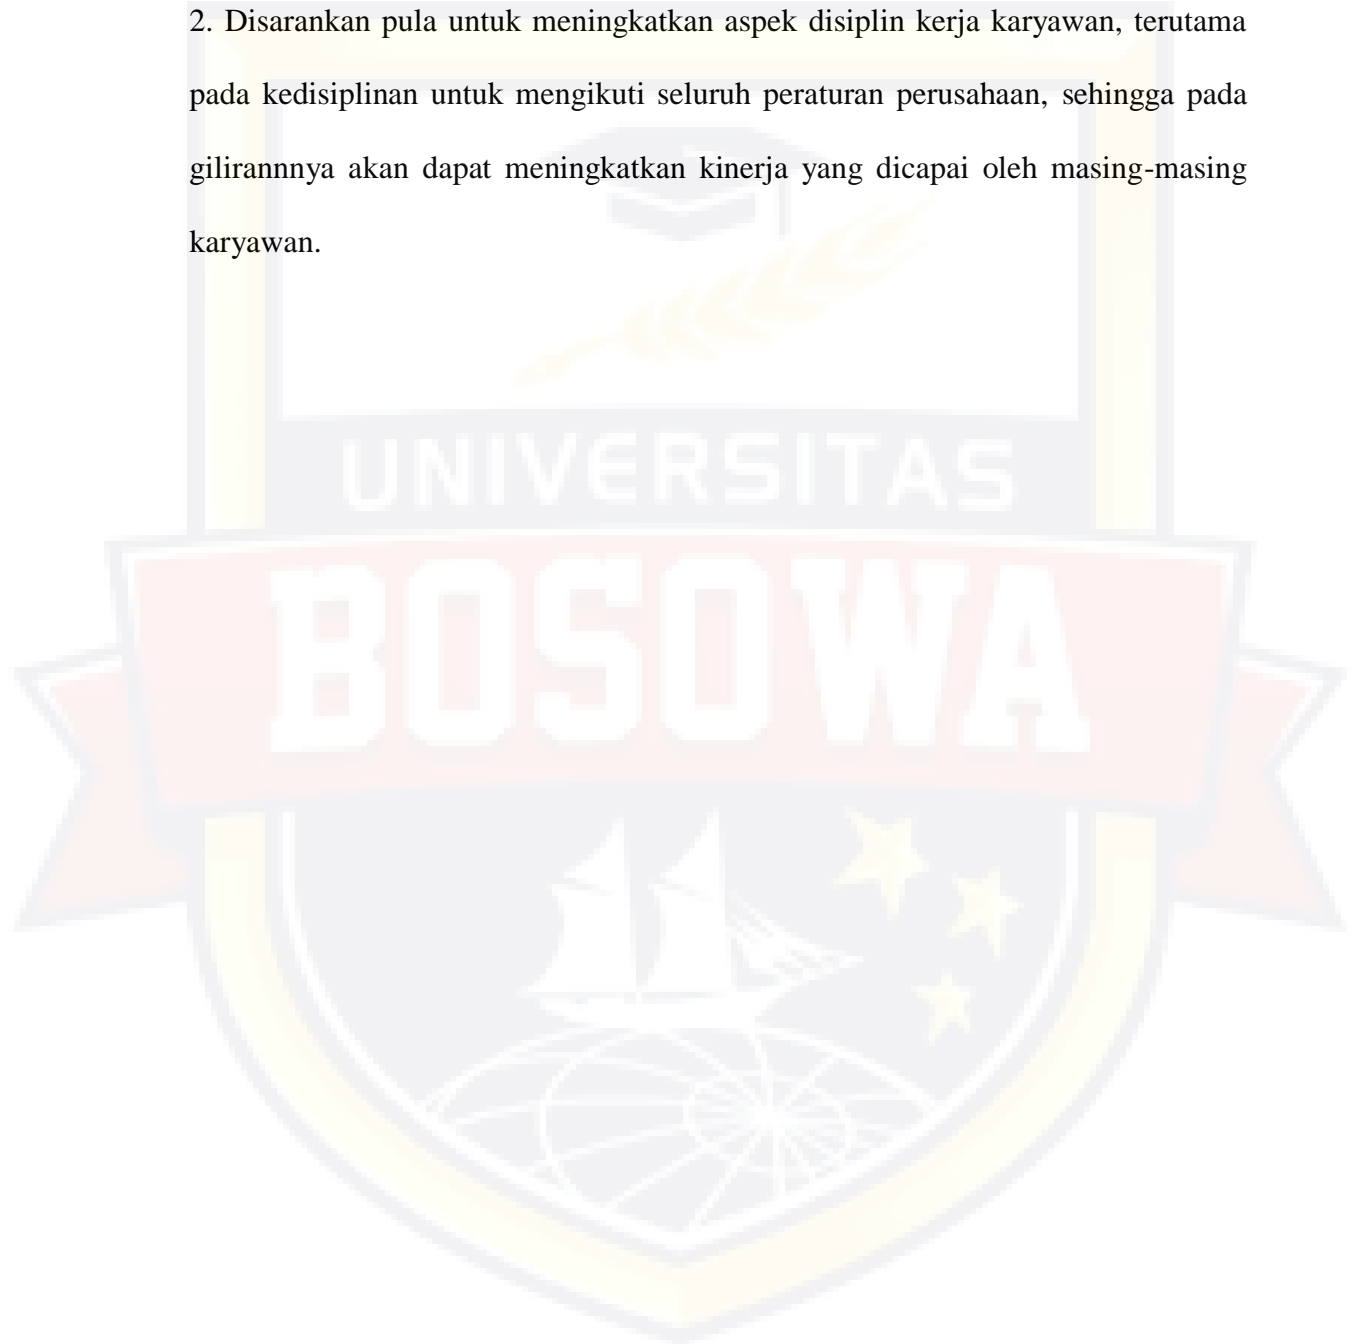 2. Disarankan pula untuk meningkatkan aspek disiplin kerja karyawan, terutama
pada kedisiplinan untuk mengikuti seluruh peraturan perusahaan, sehingga pada
gilirannnya akan dapat meningkatkan kinerja yang dicapai oleh masing-masing
karyawan.
UNIVERSITAS
BOSOWA